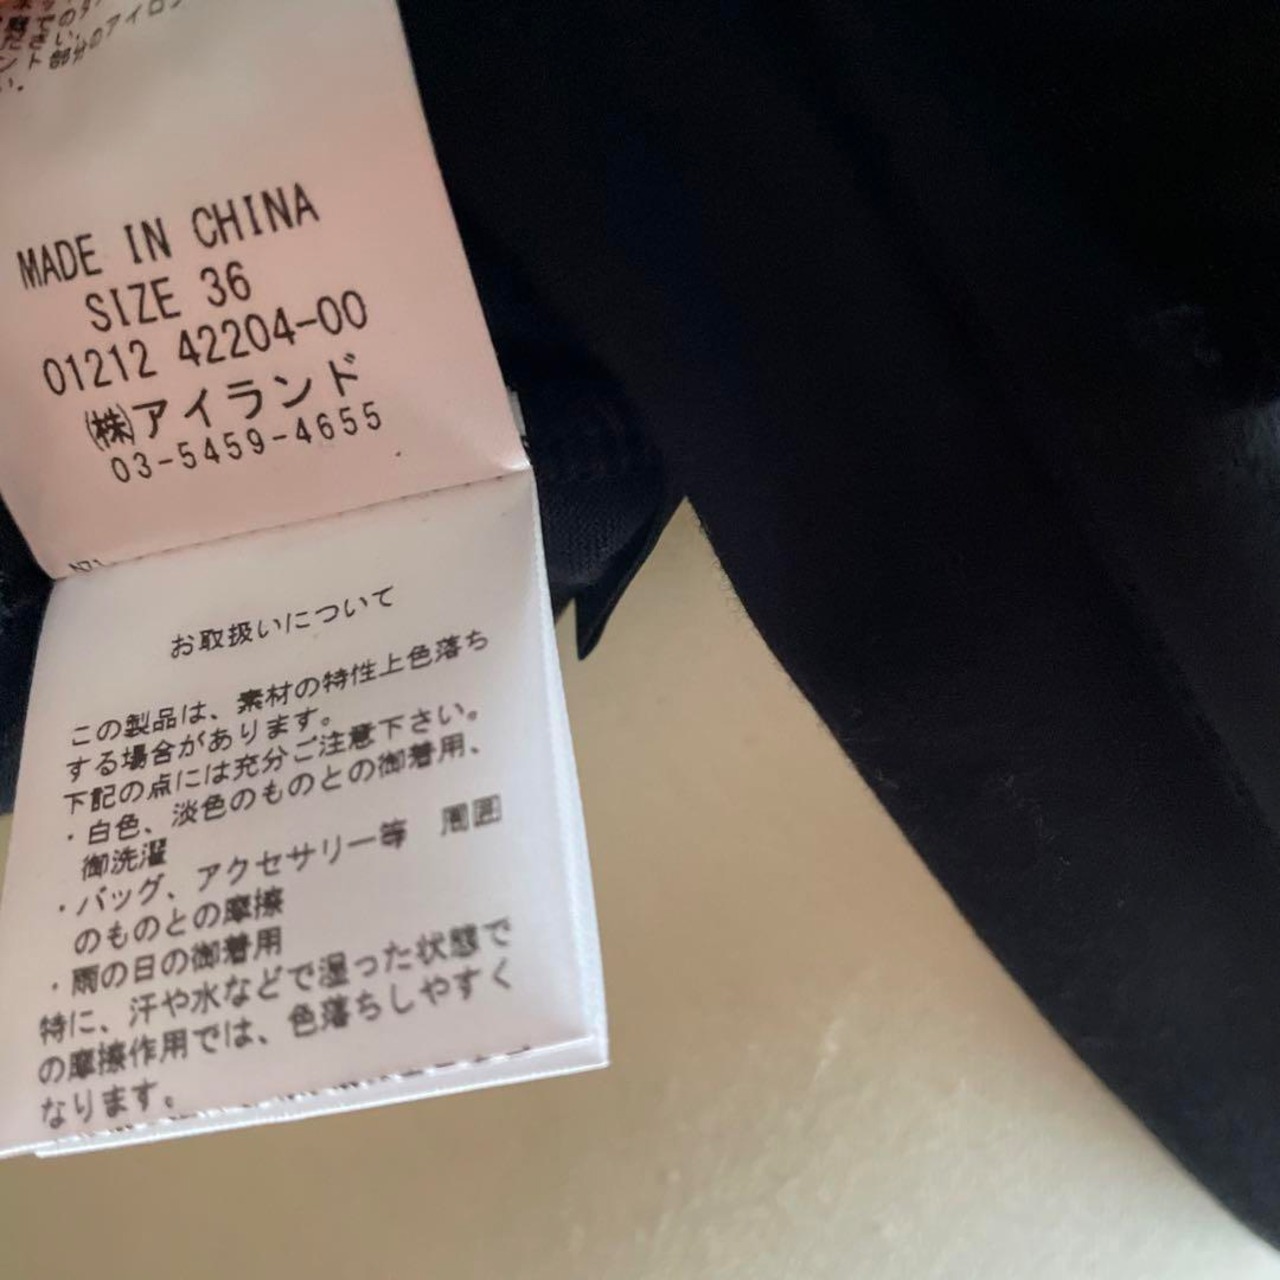 部分のアイロン
MADE IN CHINA
SIZE 36
01212 42204-00
㈱アイランド
03-5459-4655
お取扱いについて
この製品は、素材の特性上色落ち
する場合があります。
下記の点には充分ご注意下さい。
・白色、淡色のものとの御着用、
御洗濯
・バッグ、アクセサリー等 周囲
のものとの摩擦
・雨の日の御着用
特に、汗や水などで湿った状態で
の摩擦作用では、色落ちしやすく
なります。